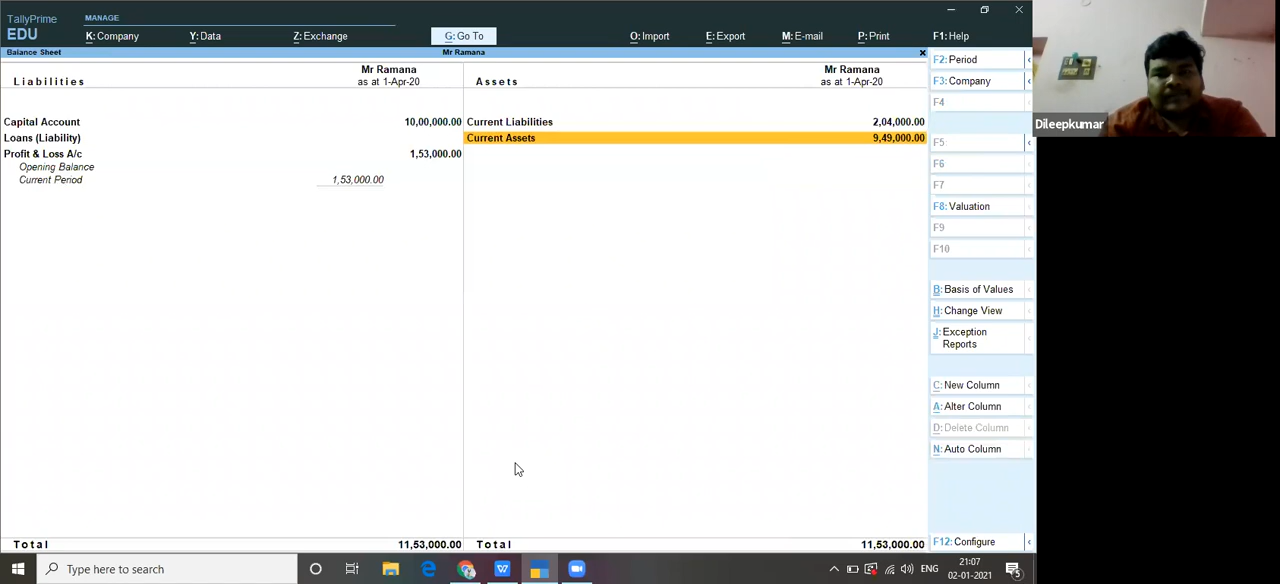 TallyPrime
EDU
MANAGE
K: Company
Y: Data
Z: Exchange
G: Go To
O: Import
E: Export
M: E-mail
P: Print
F1: Help
Balance Sheet
Mr Ramana
Liabilities
Mr Ramana
as at 1-Apr-20
Assets
Mr Ramana
as at 1-Apr-20
Capital Account 10,00,000.00
Loans (Liability)
Profit & Loss A/c 1,53,000.00
Opening Balance
Current Period 1,53,000.00
Current Liabilities 2,04,000.00
Current Assets 9,49,000.00
Total 11,53,000.00
Total 11,53,000.00
F2: Period
F3: Company
F4
F5
F6
F7
F8: Valuation
F9
F10
B: Basis of Values
H: Change View
J: Exception
Reports
C: New Column
A: Alter Column
D: Delete Column
N: Auto Column
F12: Configure
Dileepkumar
Type here to search
ENG
21:07
02-01-2021
5